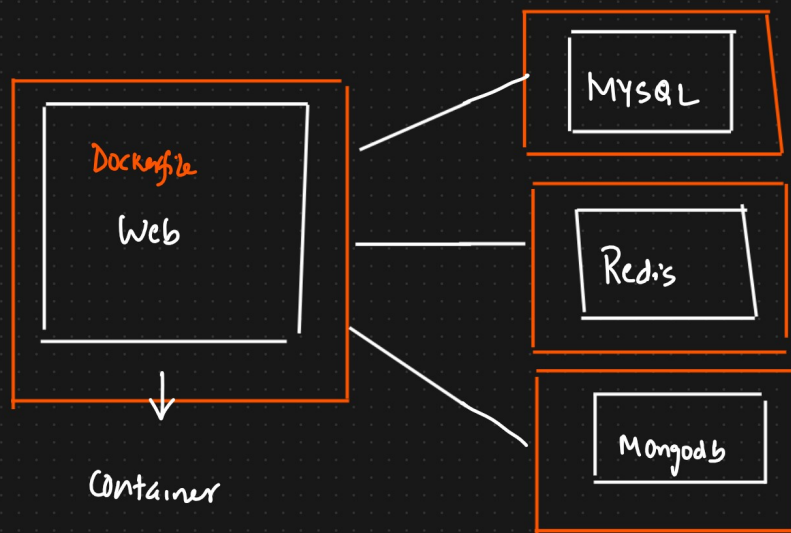 Dockerfile
Web
Container
MYSQL
Redis
Mongodb